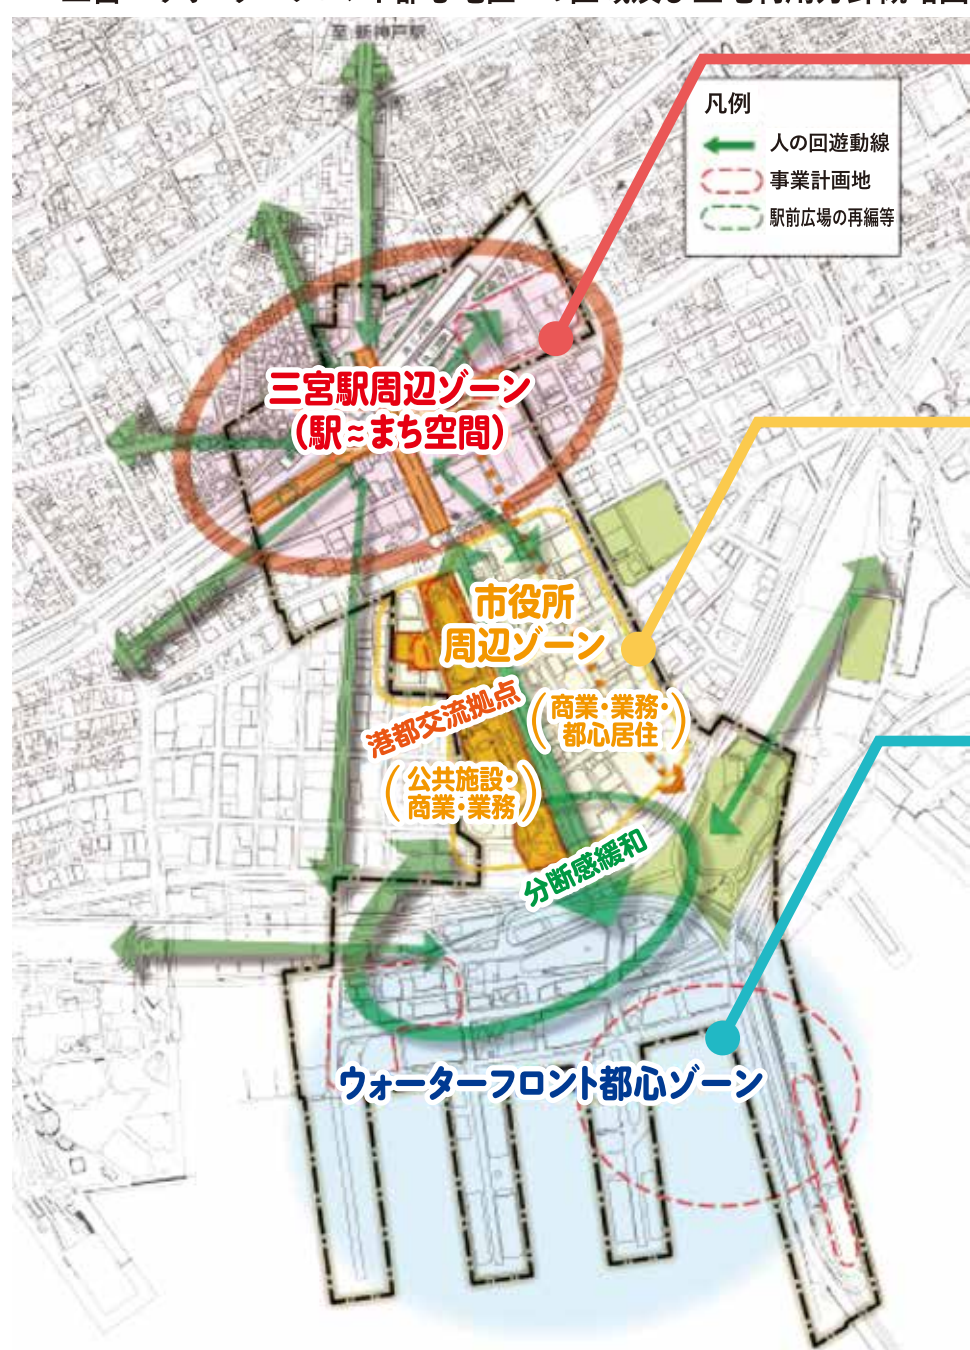 至 新神戸駅
凡例
人の回遊動線
事業計画地
駅前広場の再編等
三宮駅周辺ゾーン
(駅≈まち空間)
市役所
周辺ゾーン
港都交流拠点
(商業・業務・
都心居住)
(公共施設・
商業・業務)
分断感緩和
ウォーターフロント都心ゾーン